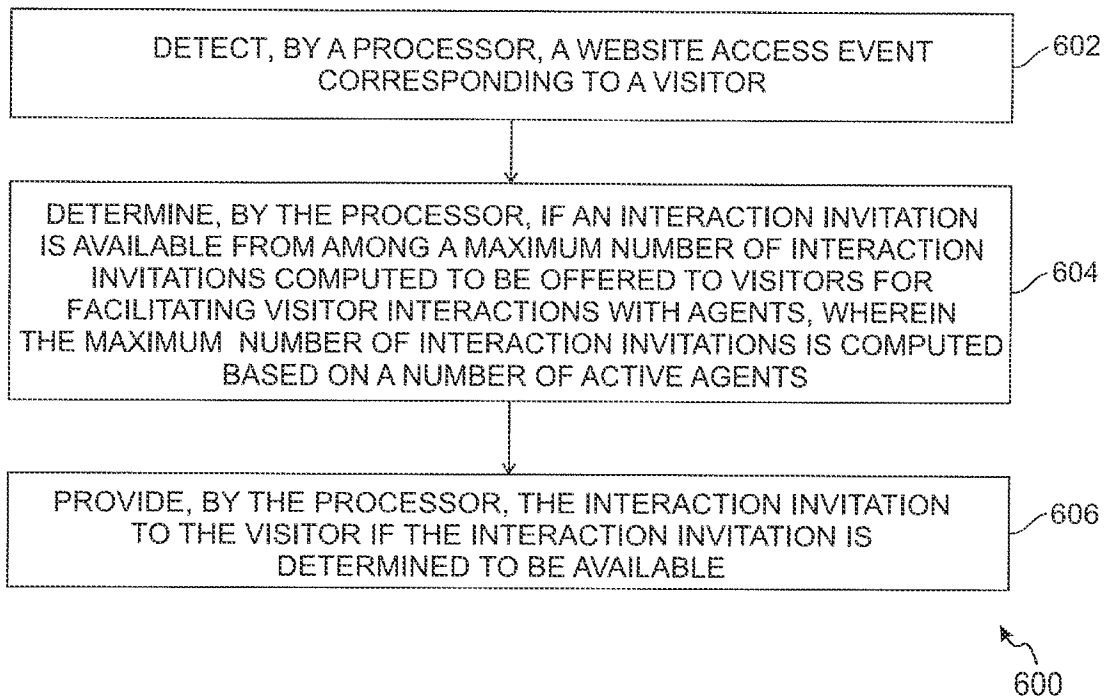 DETECT, BY A PROCESSOR, A WEBSITE ACCESS EVENT
CORRESPONDING TO A VISITOR
602
DETERMINE, BY THE PROCESSOR, IF AN INTERACTION INVITATION
IS AVAILABLE FROM AMONG A MAXIMUM NUMBER OF INTERACTION
INVITATIONS COMPUTED TO BE OFFERED TO VISITORS FOR
FACILITATING VISITOR INTERACTIONS WITH AGENTS, WHEREIN
THE MAXIMUM NUMBER OF INTERACTION INVITATIONS IS COMPUTED
BASED ON A NUMBER OF ACTIVE AGENTS
604
PROVIDE, BY THE PROCESSOR, THE INTERACTION INVITATION
TO THE VISITOR IF THE INTERACTION INVITATION IS
DETERMINED TO BE AVAILABLE
606
600